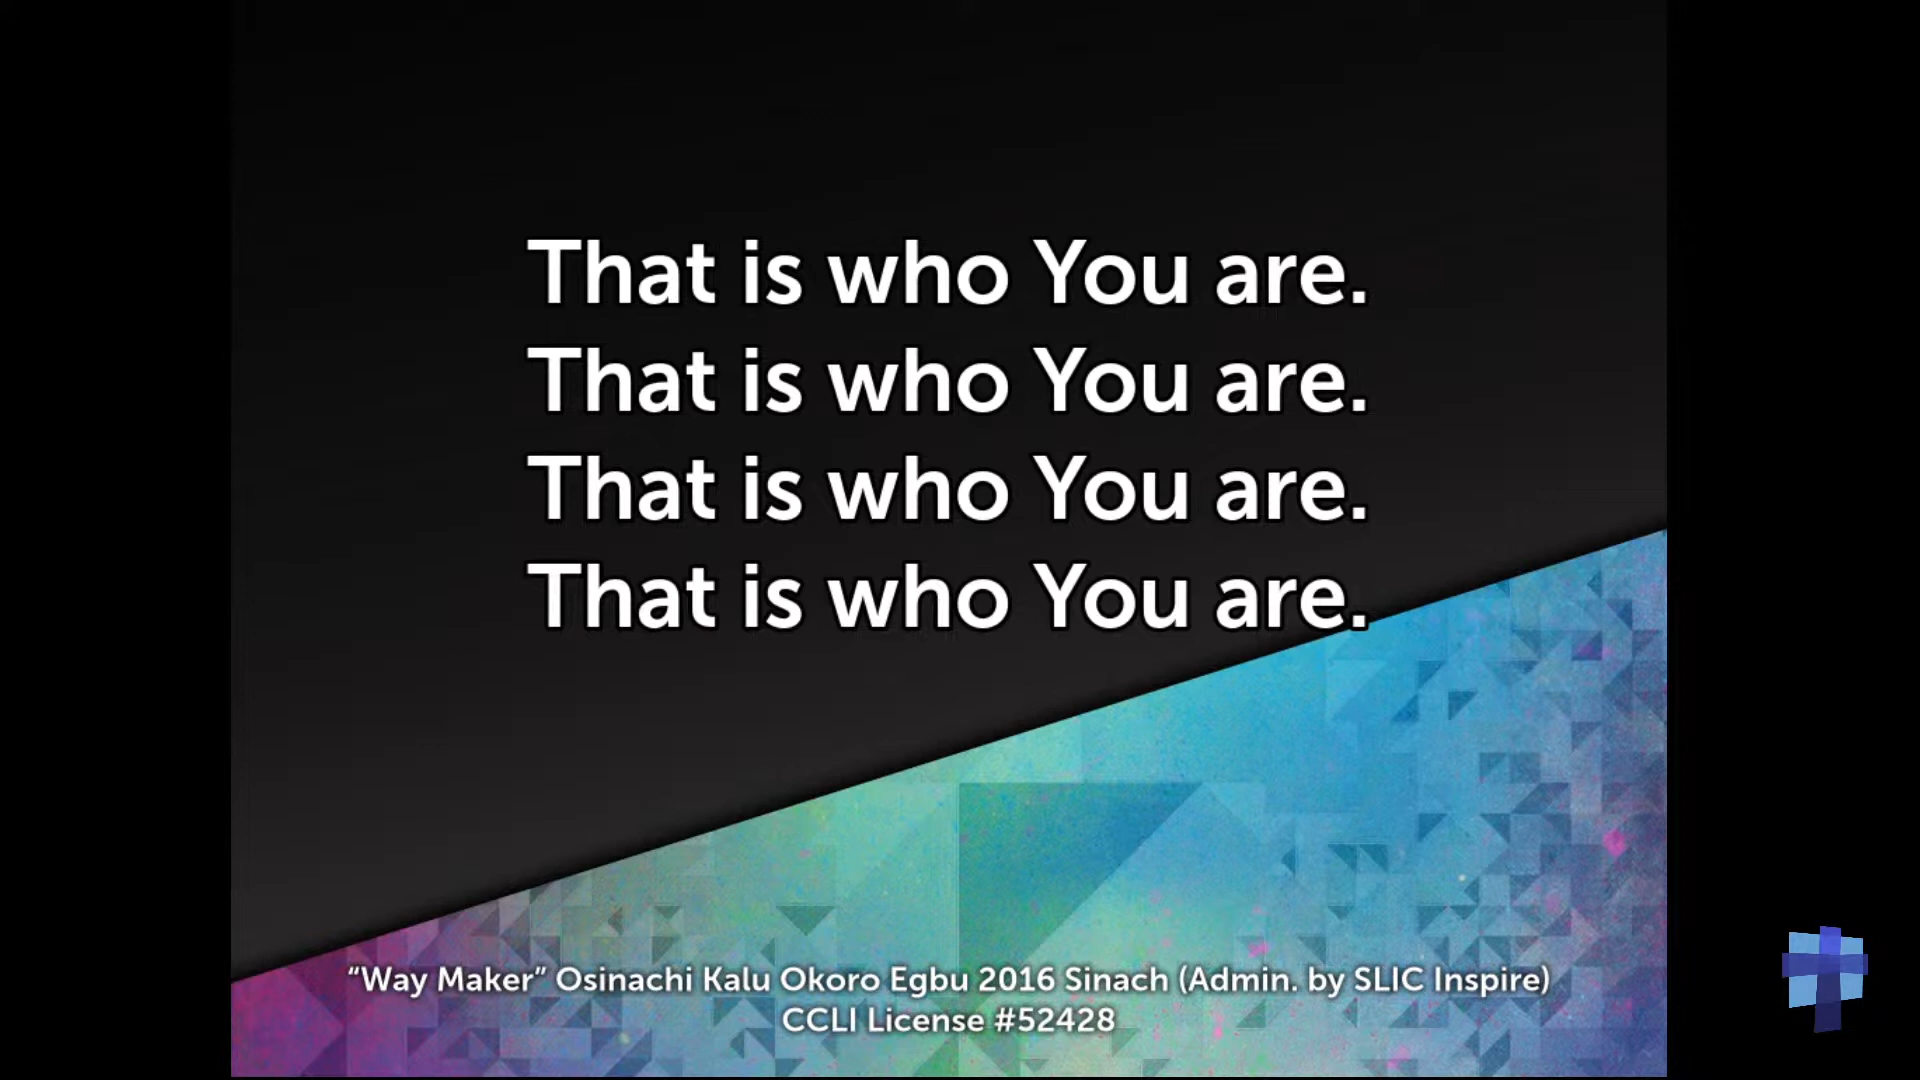 That is who You are.
That is who You are.
That is who You are.
That is who You are.
“Way Maker” Osinachi Kalu Okoro Egbu 2016 Sinach (Admin. by SLIC Inspire)
CCLI License #52428